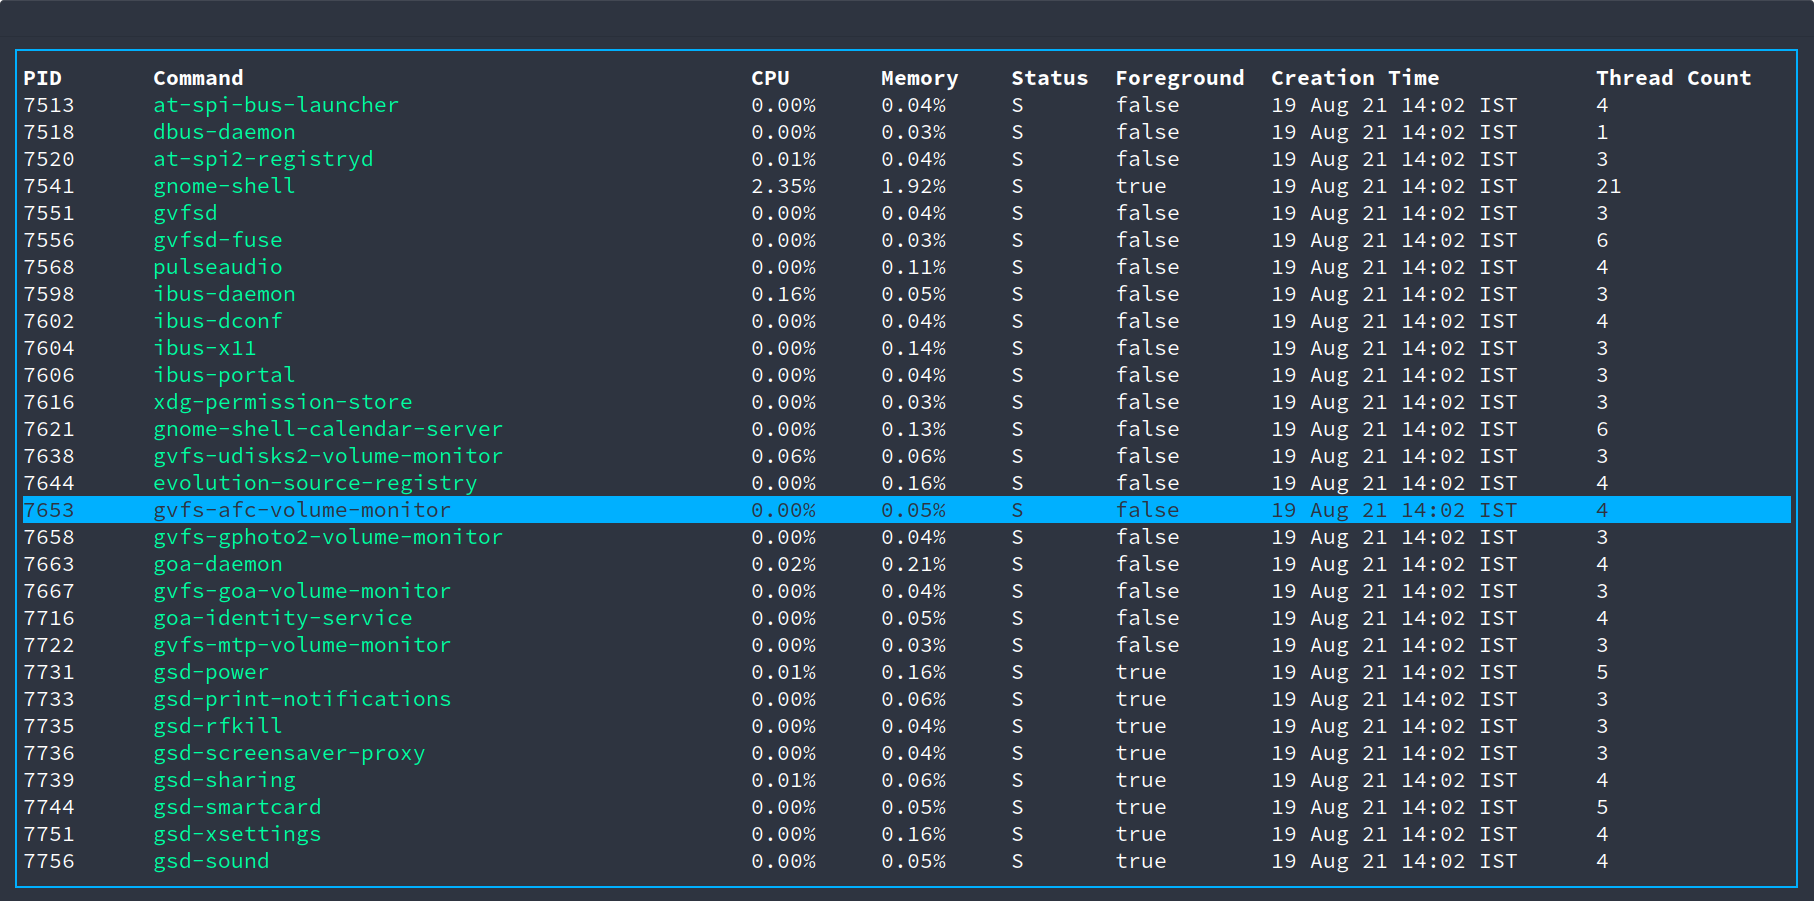 PID Command CPU Memory Status Foreground Creation Time Thread Count
7513 at-spi-bus-launcher 0.00% 0.04% S false 19 Aug 21 14:02 IST 4
7518 dbus-daemon 0.00% 0.03% S false 19 Aug 21 14:02 IST 1
7520 at-spi2-registryd 0.01% 0.04% S false 19 Aug 21 14:02 IST 3
7541 gnome-shell 2.35% 1.92% S true 19 Aug 21 14:02 IST 21
7551 gvfsd 0.00% 0.04% S false 19 Aug 21 14:02 IST 3
7556 gvfsd-fuse 0.00% 0.03% S false 19 Aug 21 14:02 IST 6
7568 pulseaudio 0.00% 0.11% S false 19 Aug 21 14:02 IST 4
7598 ibus-daemon 0.16% 0.05% S false 19 Aug 21 14:02 IST 3
7602 ibus-dconf 0.00% 0.04% S false 19 Aug 21 14:02 IST 4
7604 ibus-x11 0.00% 0.14% S false 19 Aug 21 14:02 IST 3
7606 ibus-portal 0.00% 0.04% S false 19 Aug 21 14:02 IST 3
7616 xdg-permission-store 0.00% 0.03% S false 19 Aug 21 14:02 IST 3
7621 gnome-shell-calendar-server 0.00% 0.13% S false 19 Aug 21 14:02 IST 6
7638 gvfs-udisks2-volume-monitor 0.06% 0.06% S false 19 Aug 21 14:02 IST 3
7644 evolution-source-registry 0.00% 0.16% S false 19 Aug 21 14:02 IST 4
7653 gvfs-afc-volume-monitor 0.00% 0.05% S false 19 Aug 21 14:02 IST 4
7658 gvfs-gphoto2-volume-monitor 0.00% 0.04% S false 19 Aug 21 14:02 IST 3
7663 goa-daemon 0.02% 0.21% S false 19 Aug 21 14:02 IST 4
7667 gvfs-goa-volume-monitor 0.00% 0.04% S false 19 Aug 21 14:02 IST 3
7716 goa-identity-service 0.00% 0.05% S false 19 Aug 21 14:02 IST 4
7722 gvfs-mtp-volume-monitor 0.00% 0.03% S false 19 Aug 21 14:02 IST 3
7731 gsd-power 0.01% 0.16% S true 19 Aug 21 14:02 IST 5
7733 gsd-print-notifications 0.00% 0.06% S true 19 Aug 21 14:02 IST 3
7735 gsd-rfkill 0.00% 0.04% S true 19 Aug 21 14:02 IST 3
7736 gsd-screensaver-proxy 0.00% 0.04% S true 19 Aug 21 14:02 IST 3
7739 gsd-sharing 0.01% 0.06% S true 19 Aug 21 14:02 IST 4
7744 gsd-smartcard 0.00% 0.05% S true 19 Aug 21 14:02 IST 5
7751 gsd-xsettings 0.00% 0.16% S true 19 Aug 21 14:02 IST 4
7756 gsd-sound 0.00% 0.05% S true 19 Aug 21 14:02 IST 4